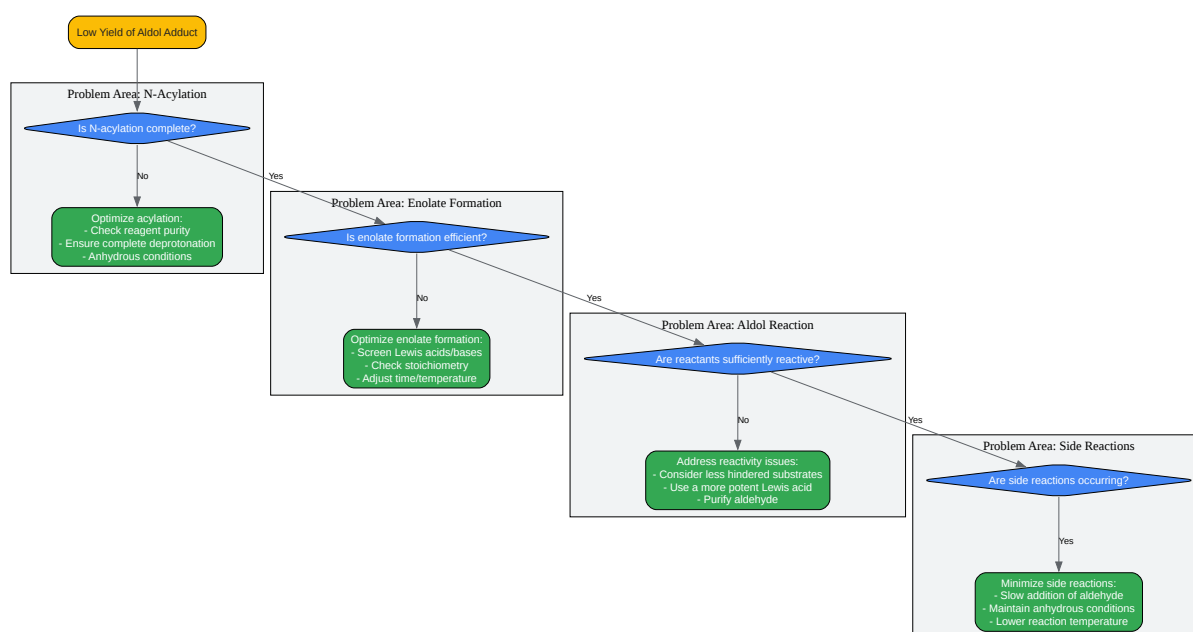 Low Yield of Aldol Adduct
Problem Area: N-Acylation
Is N-acylation complete?
No
Yes
Optimize acylation:
- Check reagent purity
- Ensure complete deprotonation
- Anhydrous conditions
Problem Area: Enolate Formation
Is enolate formation efficient?
No
Yes
Optimize enolate formation:
- Screen Lewis acids/bases
- Check stoichiometry
- Adjust time/temperature
Problem Area: Aldol Reaction
Are reactants sufficiently reactive?
No
Yes
Address reactivity issues:
- Consider less hindered substrates
- Use a more potent Lewis acid
- Purify aldehyde
Problem Area: Side Reactions
Are side reactions occurring?
Yes
Minimize side reactions:
- Slow addition of aldehyde
- Maintain anhydrous conditions
- Lower reaction temperature